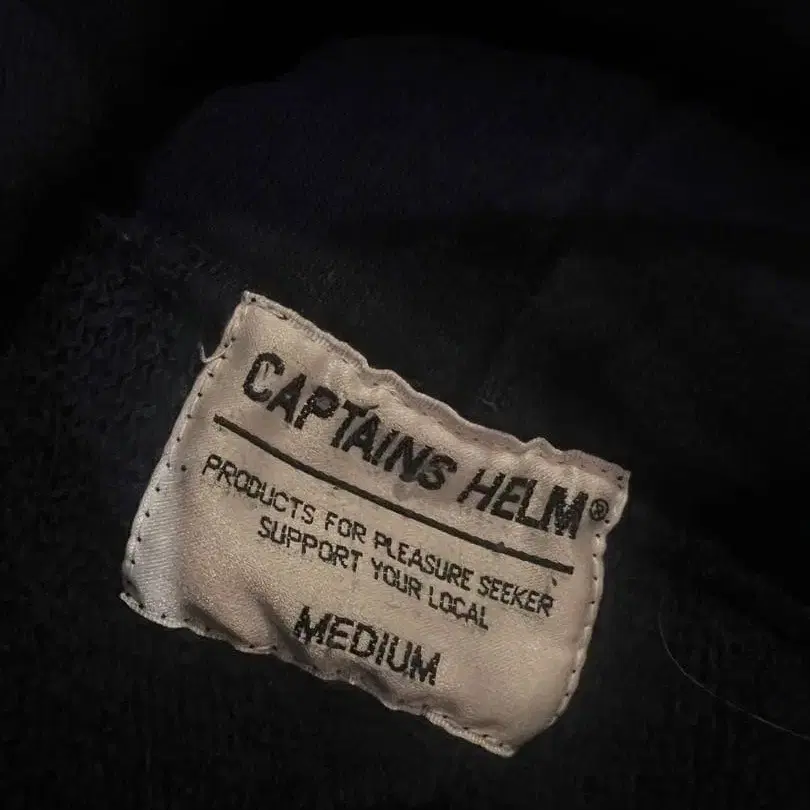 CAPTAINS HELM®
PRODUCTS FOR PLEASURE SEEKER
SUPPORT YOUR LOCAL
MEDIUM